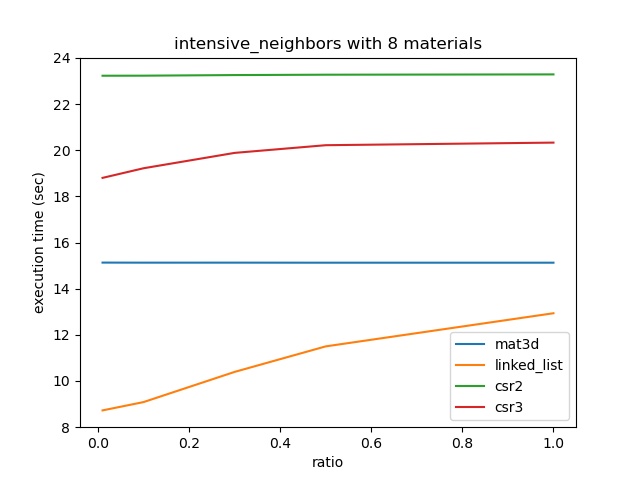 intensive_neighbors with 8 materials
execution time (sec)
24
22
20
18
16
14
12
10
8
mat3d
linked_list
csr2
csr3
0.0 0.2 0.4 0.6 0.8 1.0
ratio